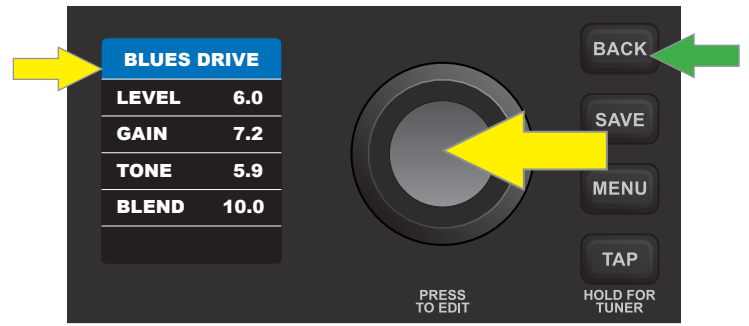 BLUES DRIVE
LEVEL 6.0
GAIN 7.2
TONE 5.9
BLEND 10.0
PRESS
TO EDIT
BACK
SAVE
MENU
TAP
HOLD FOR
TUNER